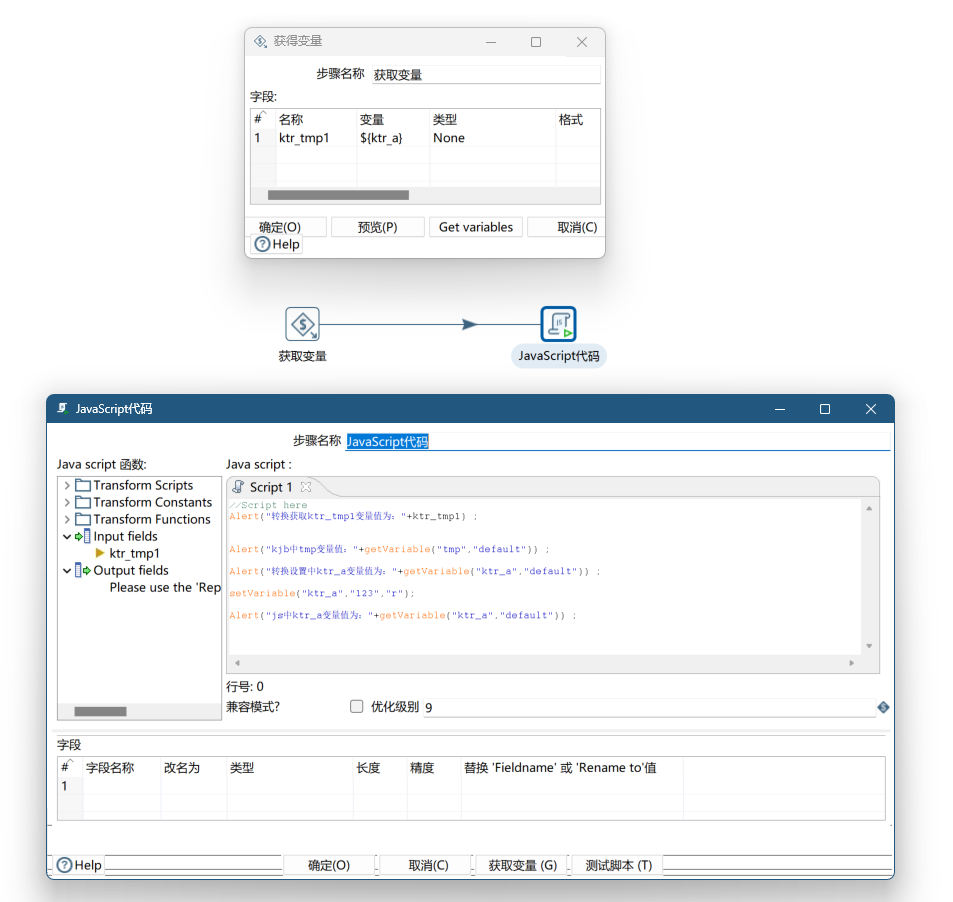 获得变量
步骤名称 获取变量
字段:
# 名称 变量 类型 格式
1 ktr_tmp1 ${ktr_a} None
确定(O) 预览(P) Get variables 取消(C)
Help
获取变量 JavaScript代码
JavaScript代码
步骤名称 JavaScript代码
Java script 函数:
Transform Scripts
Transform Constants
Transform Functions
Input fields
ktr_tmp1
Output fields
Please use the 'Rep
Java script :
Script 1
//Script here
Alert("转换获取ktr_tmp1变量值为："+ktr_tmp1) ;
Alert("kjb中tmp变量值："+getVariable("tmp","default")) ;
Alert("转换设置中ktr_a变量值为："+getVariable("ktr_a","default")) ;
setVariable("ktr_a","123","r");
Alert("js中ktr_a变量值为："+getVariable("ktr_a","default")) ;
行号: 0
兼容模式? 优化级别 9
字段
# 字段名称 改名为 类型 长度 精度 替换 'Fieldname' 或 'Rename to'值
1
Help 确定(O) 取消(C) 获取变量 (G) 测试脚本 (T)